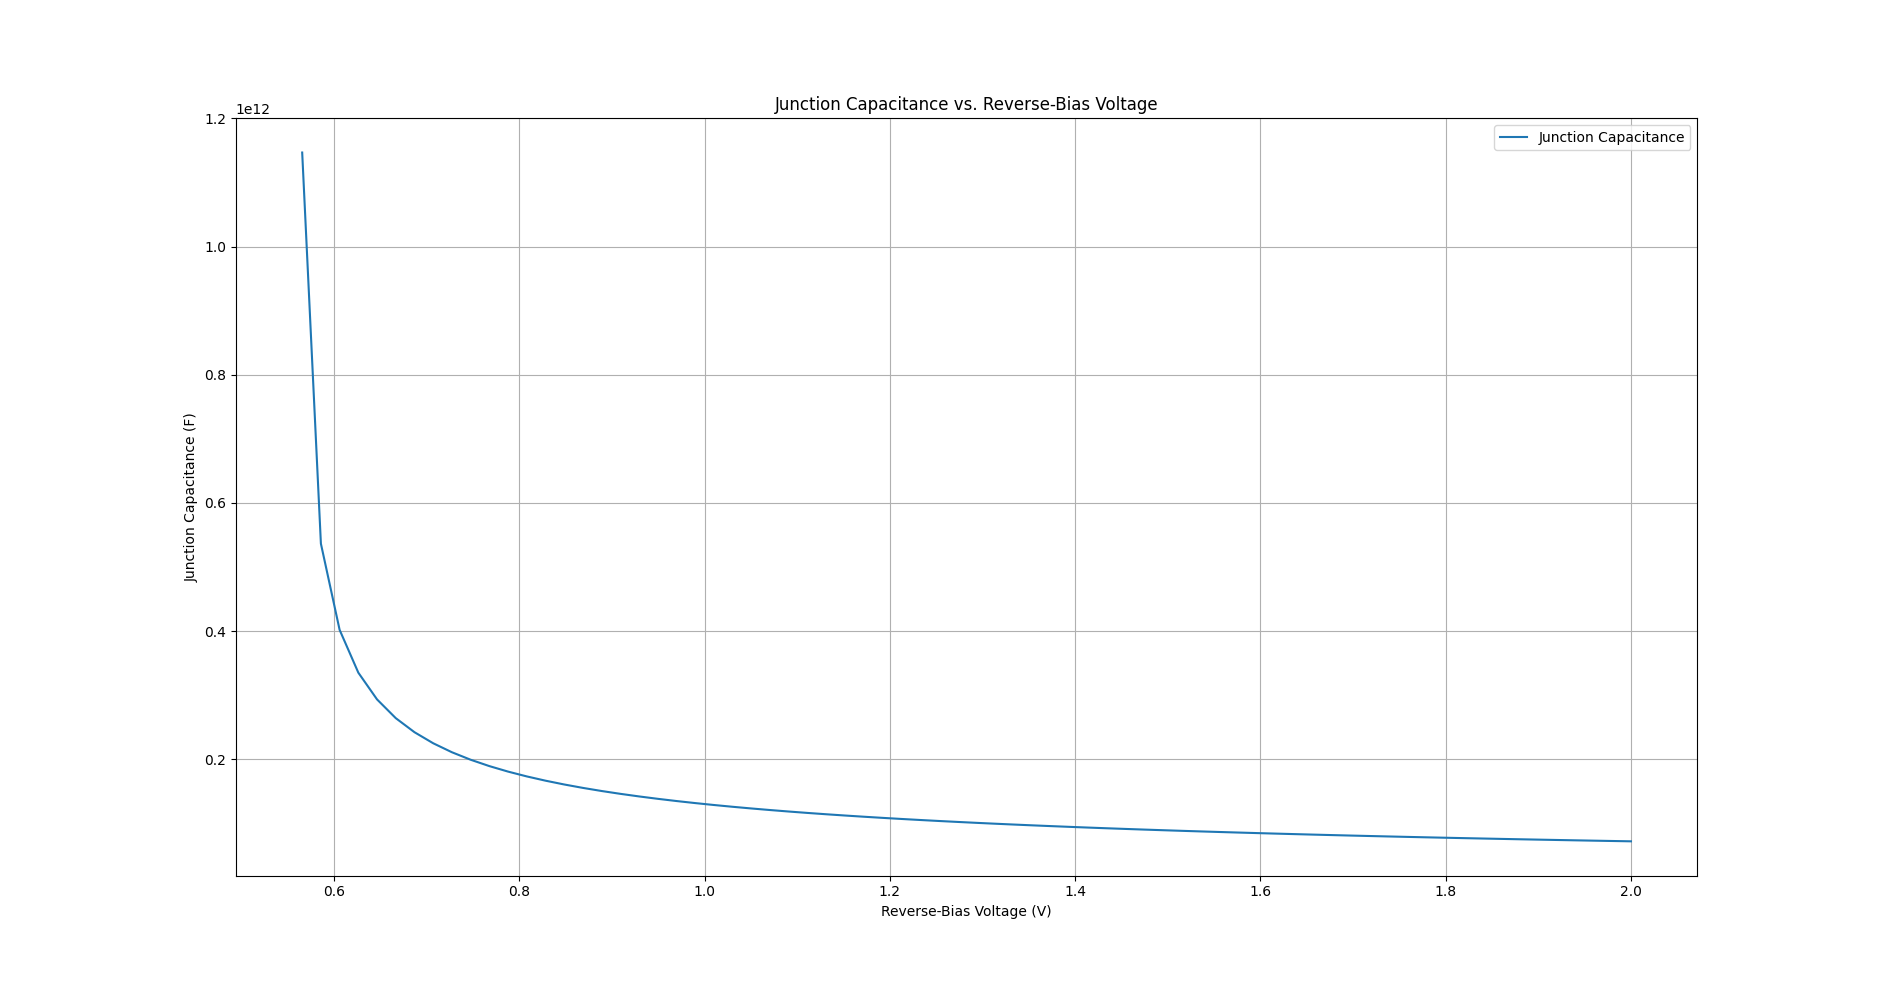 Junction Capacitance vs. Reverse-Bias Voltage
1e12
Junction Capacitance
1.2
1.0
0.8
0.6
0.4
0.2
Junction Capacitance (F)
0.6 0.8 1.0 1.2 1.4 1.6 1.8 2.0
Reverse-Bias Voltage (V)